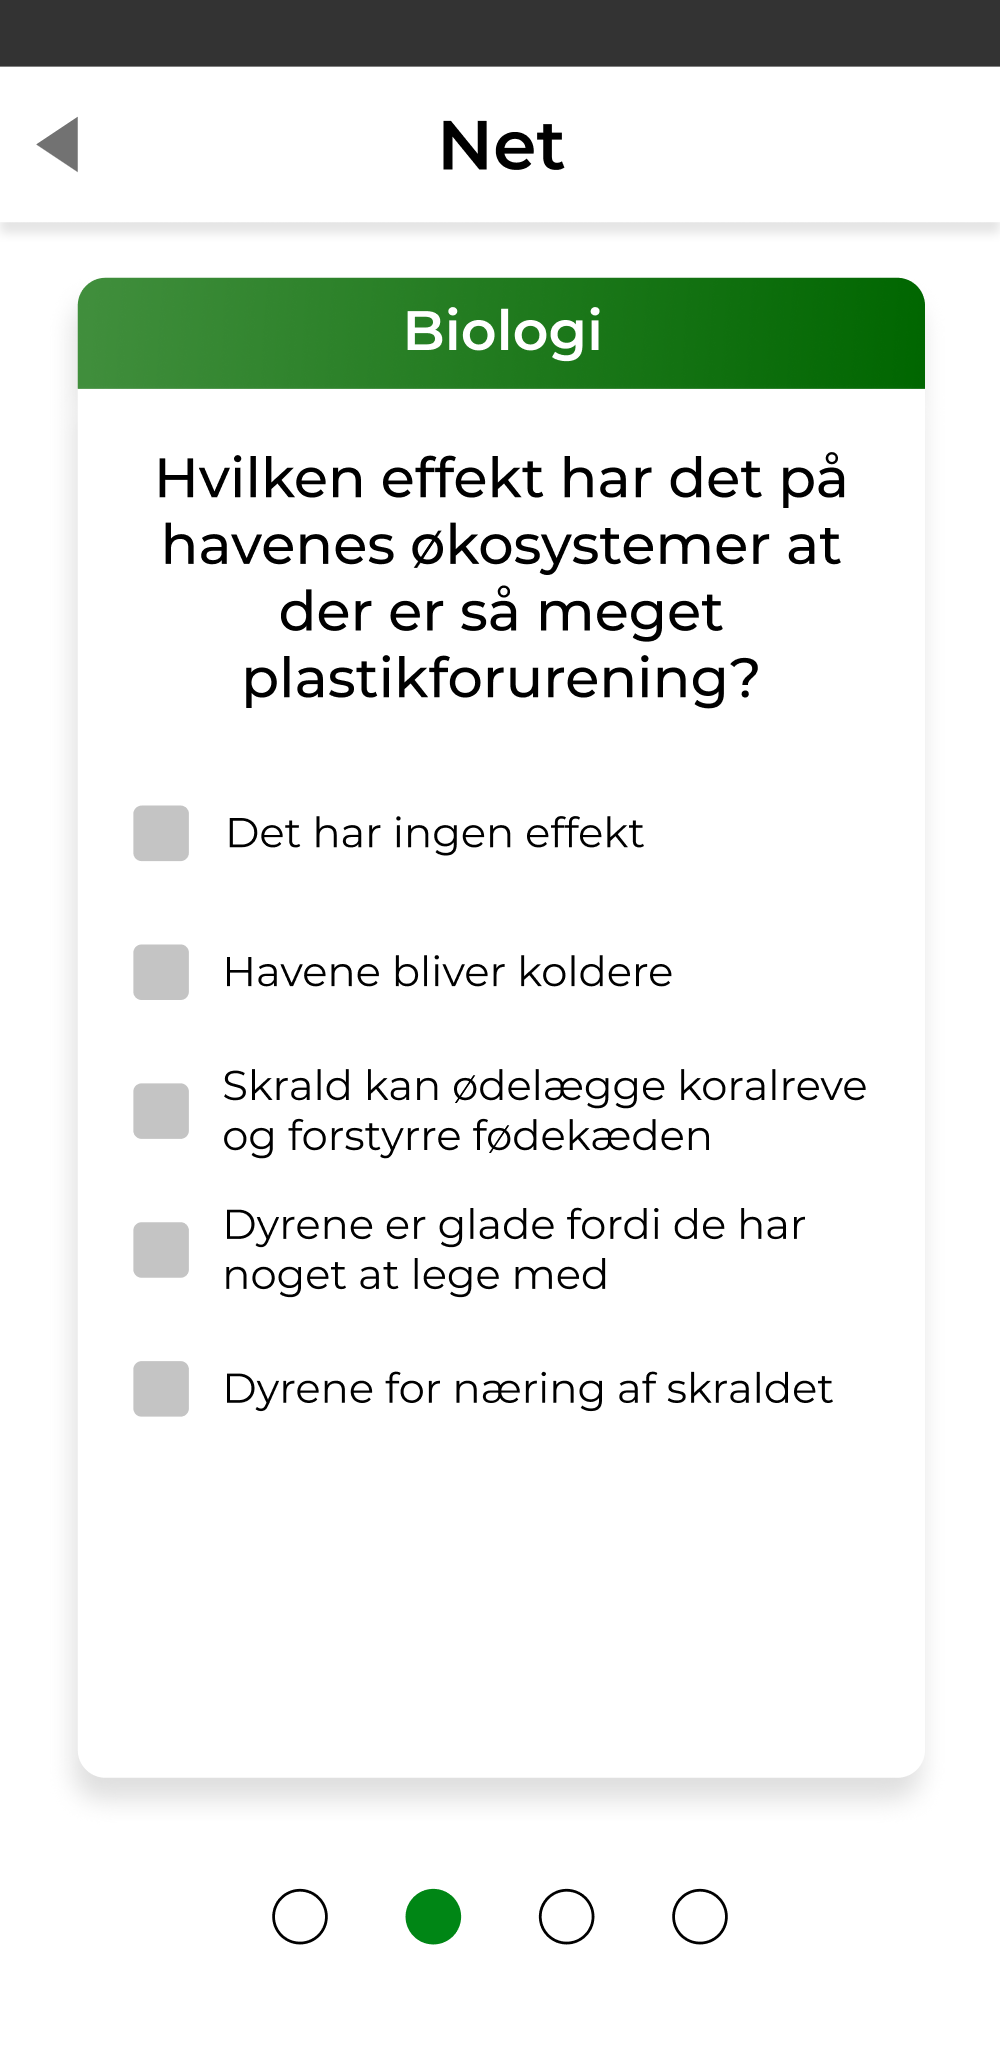 Net
Biologi
Hvilken effekt har det på
havenes økosystemer at
der er så meget
plastikforurening?
Det har ingen effekt
Havene bliver koldere
Skrald kan ødelægge koralreve
og forstyrre fødekæden
Dyrene er glade fordi de har
noget at lege med
Dyrene for næring af skraldet